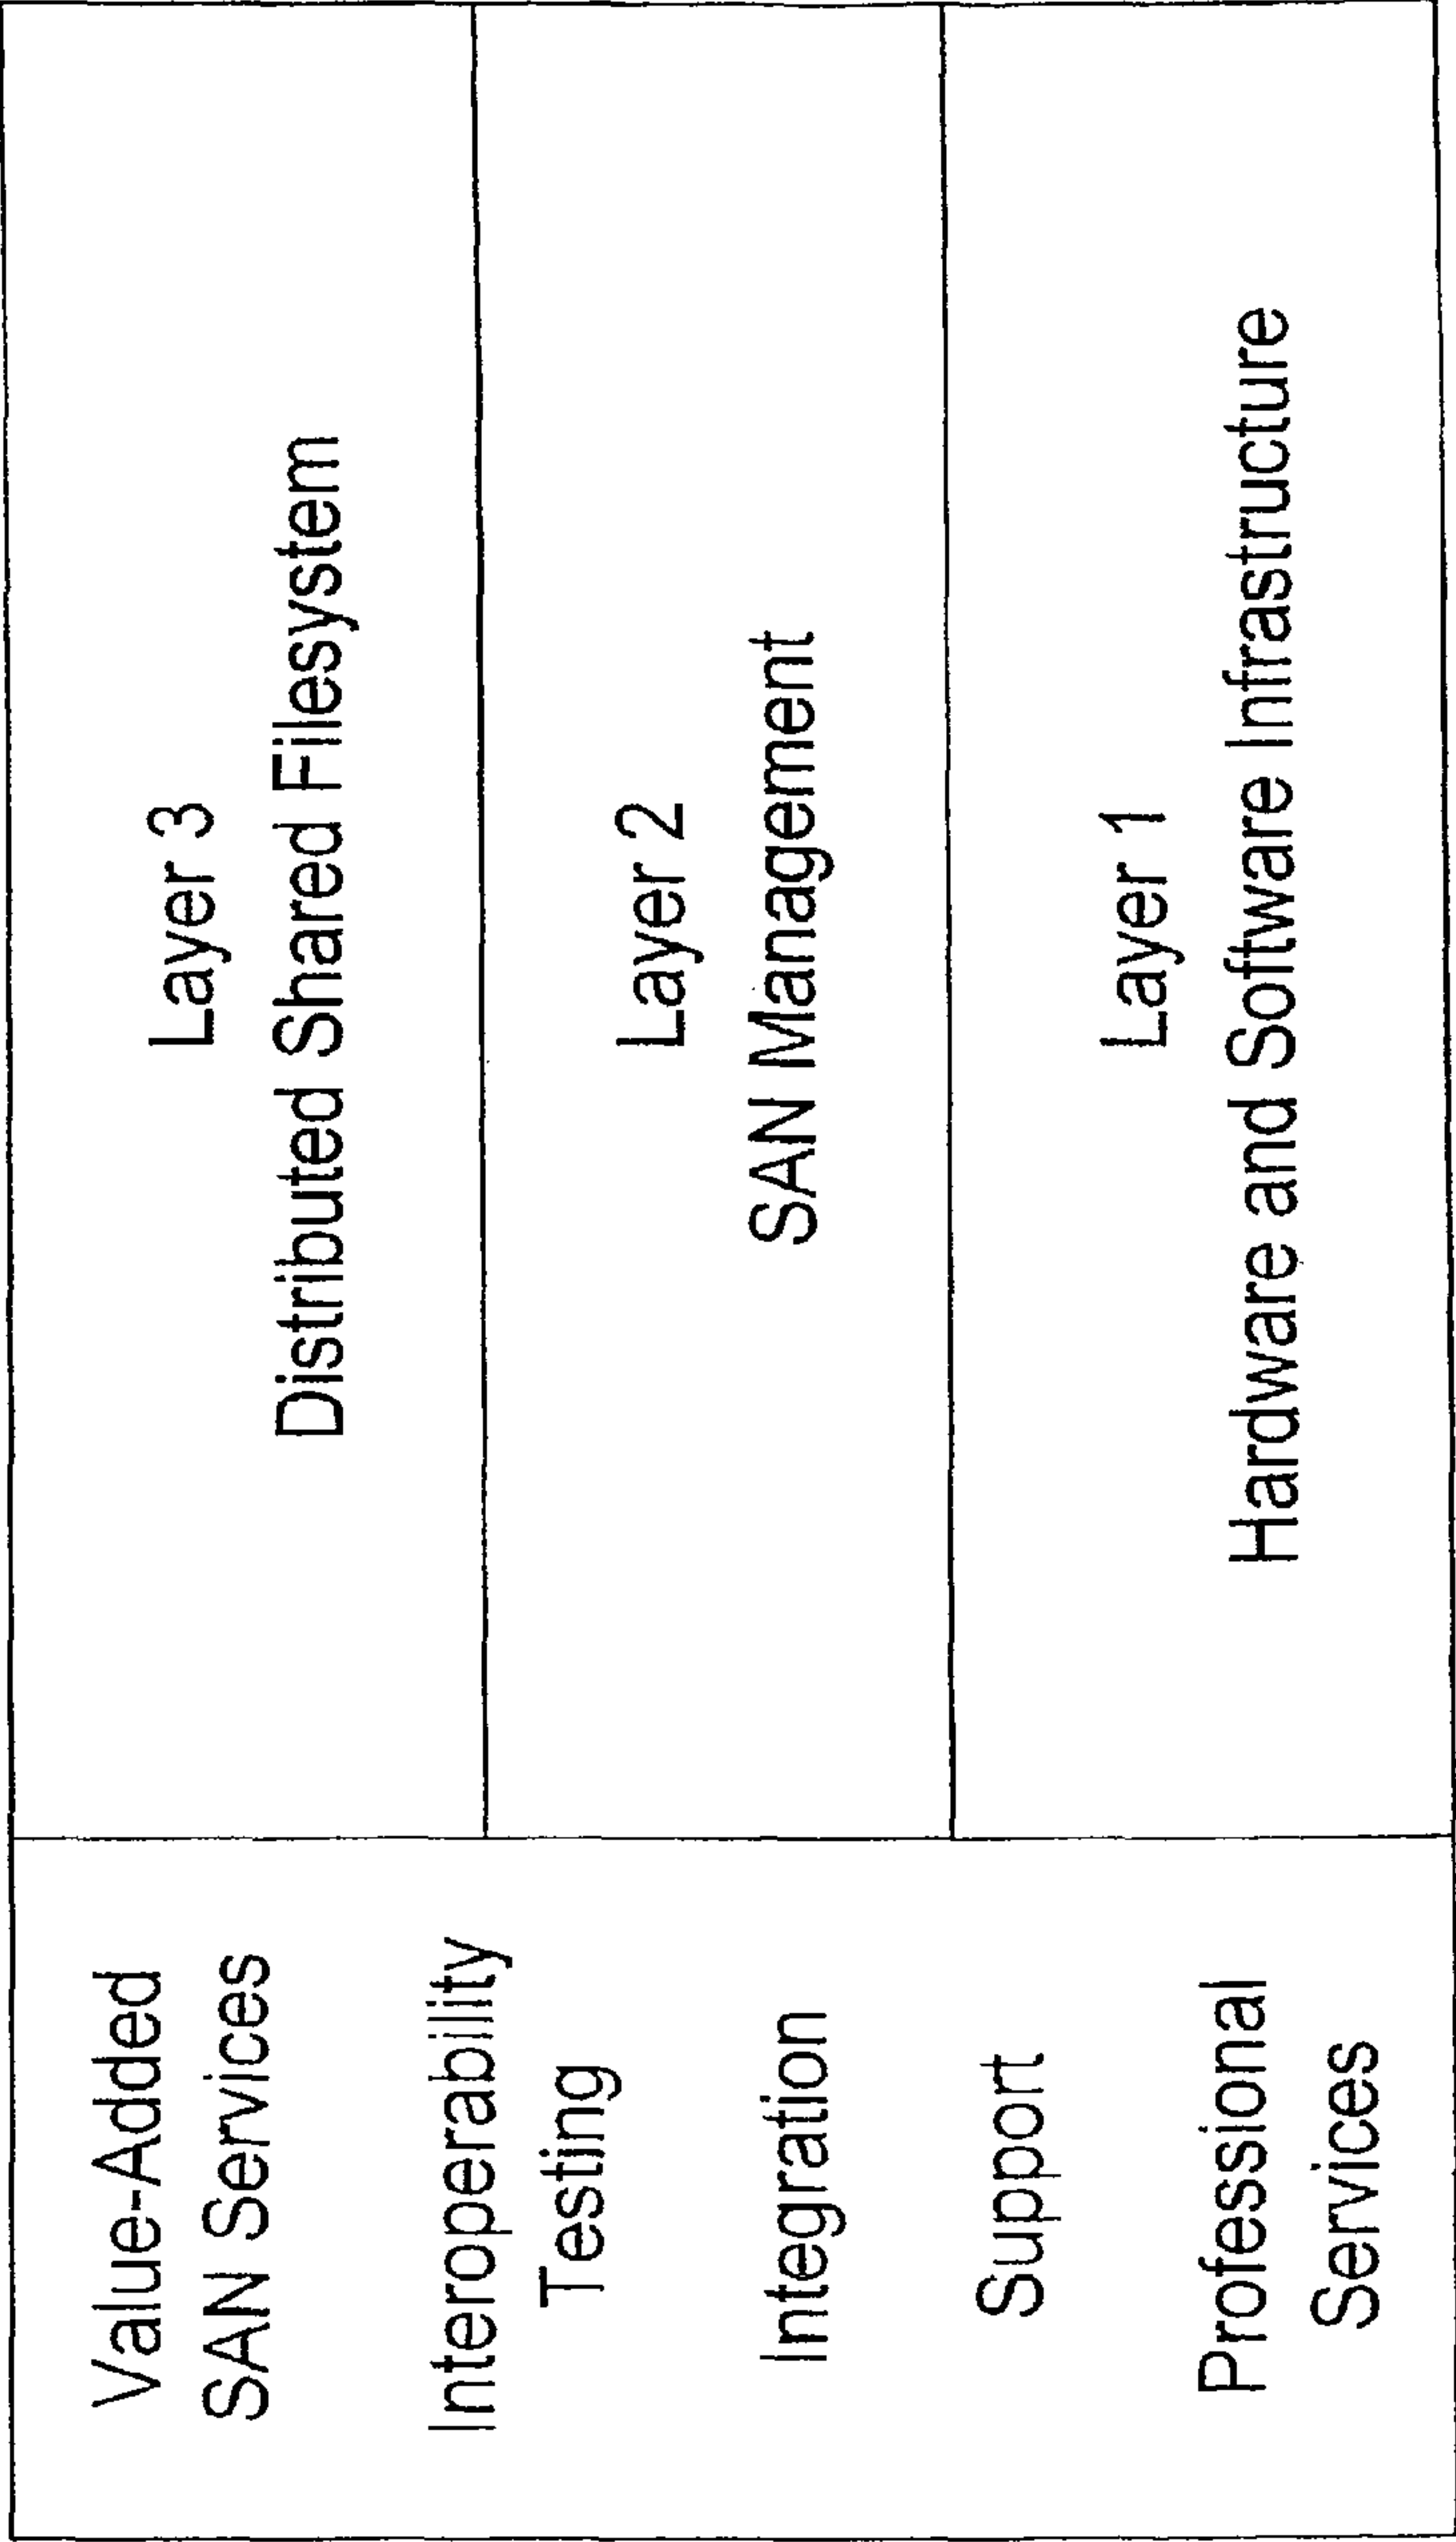 Value-Added
SAN Services
Interoperability
Testing
Integration
Support
Professional
Services
Layer 3
Distributed Shared Filesystem
Layer 2
SAN Management
Layer 1
Hardware and Software Infrastructure